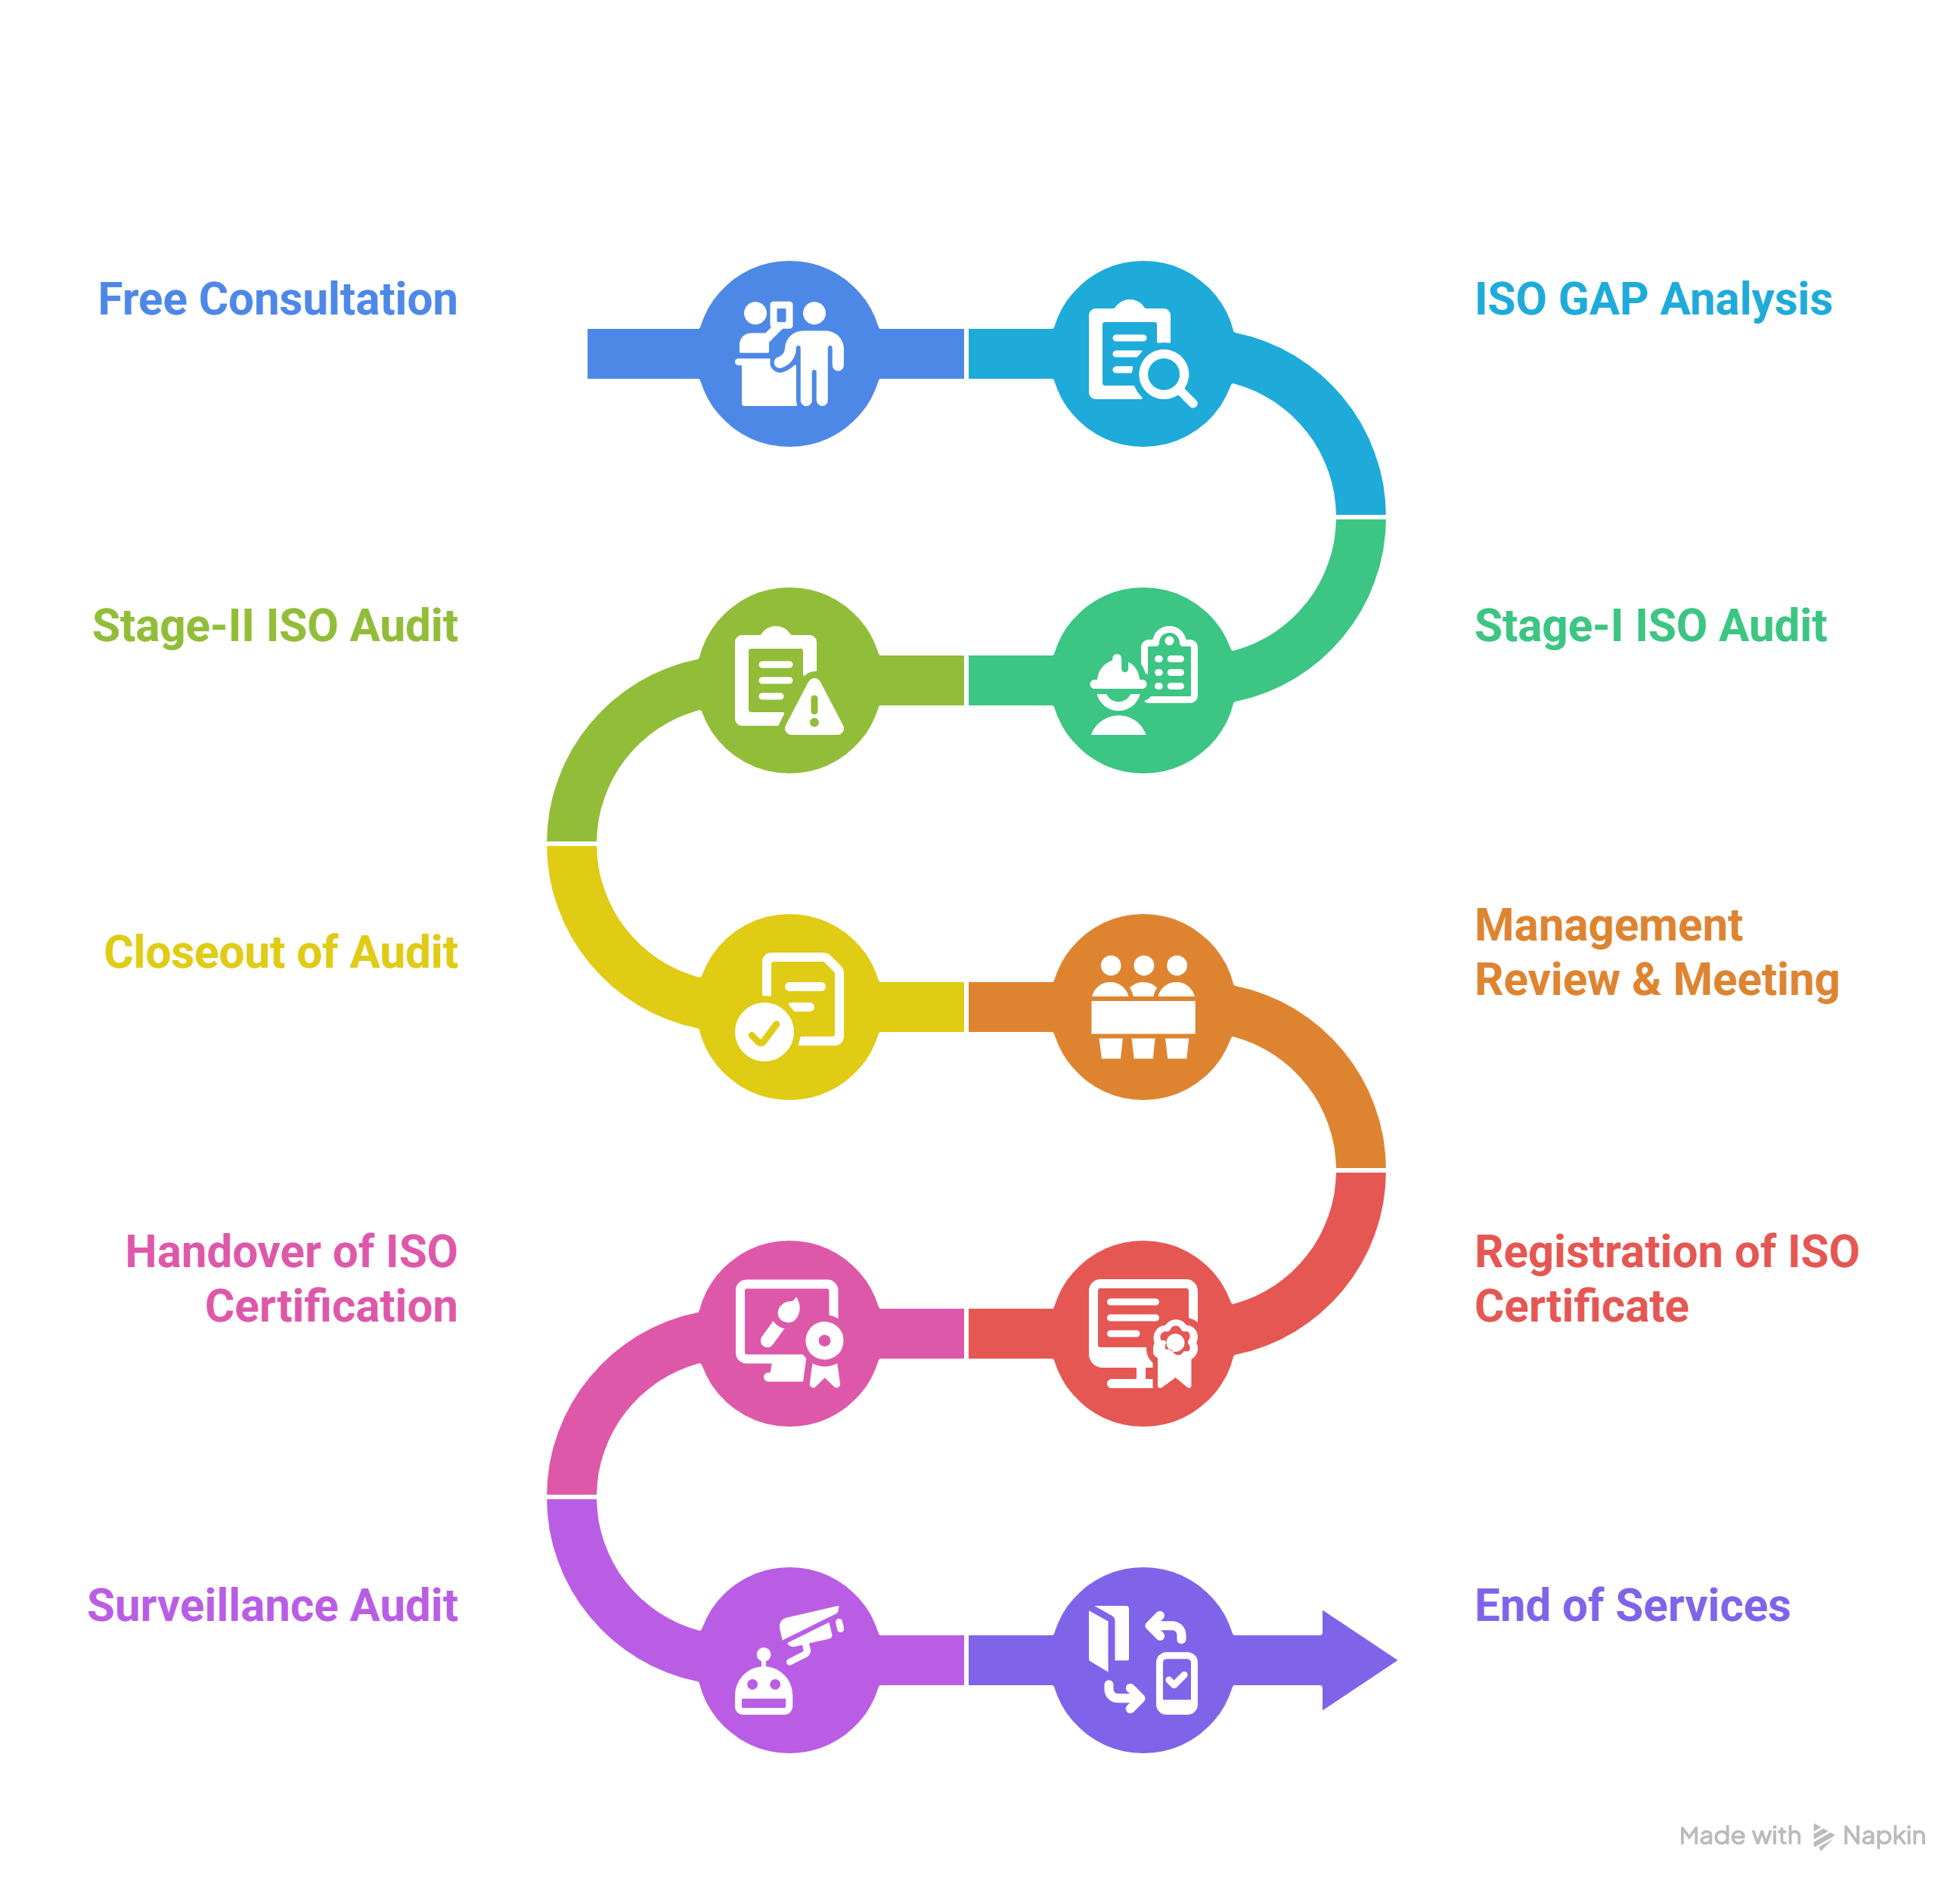 Free Consultation
ISO GAP Analysis
Stage-II ISO Audit
Stage-I ISO Audit
Closeout of Audit
Management
Review & Meeting
Handover of ISO
Certification
Registration of ISO
Certificate
Surveillance Audit
End of Services
Made with Napkin